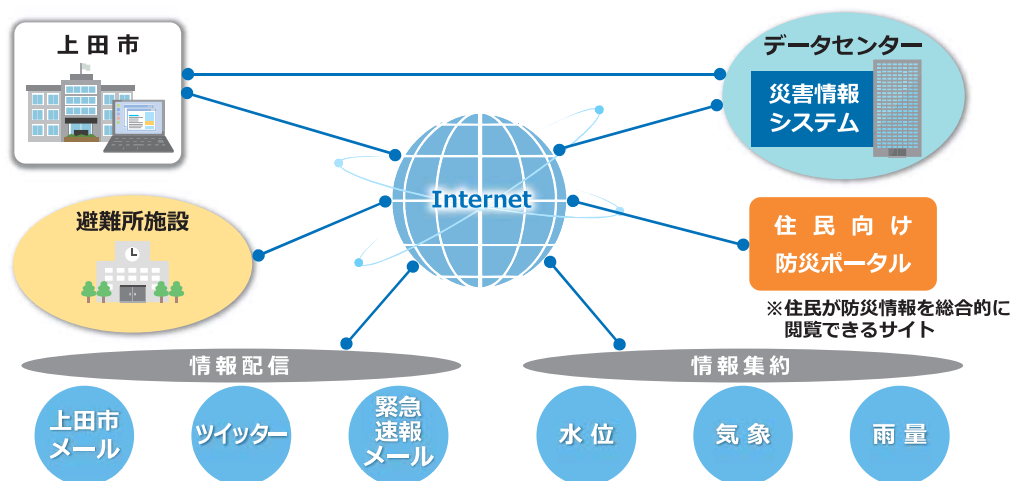 上田市
データセンター
災害情報
システム
Internet
避難所施設
住民向け
防災ポータル
※住民が防災情報を総合的に
閲覧できるサイト
情報配信
情報集約
上田市
メール
ツイッター
緊急
速報
メール
水位
気象
雨量